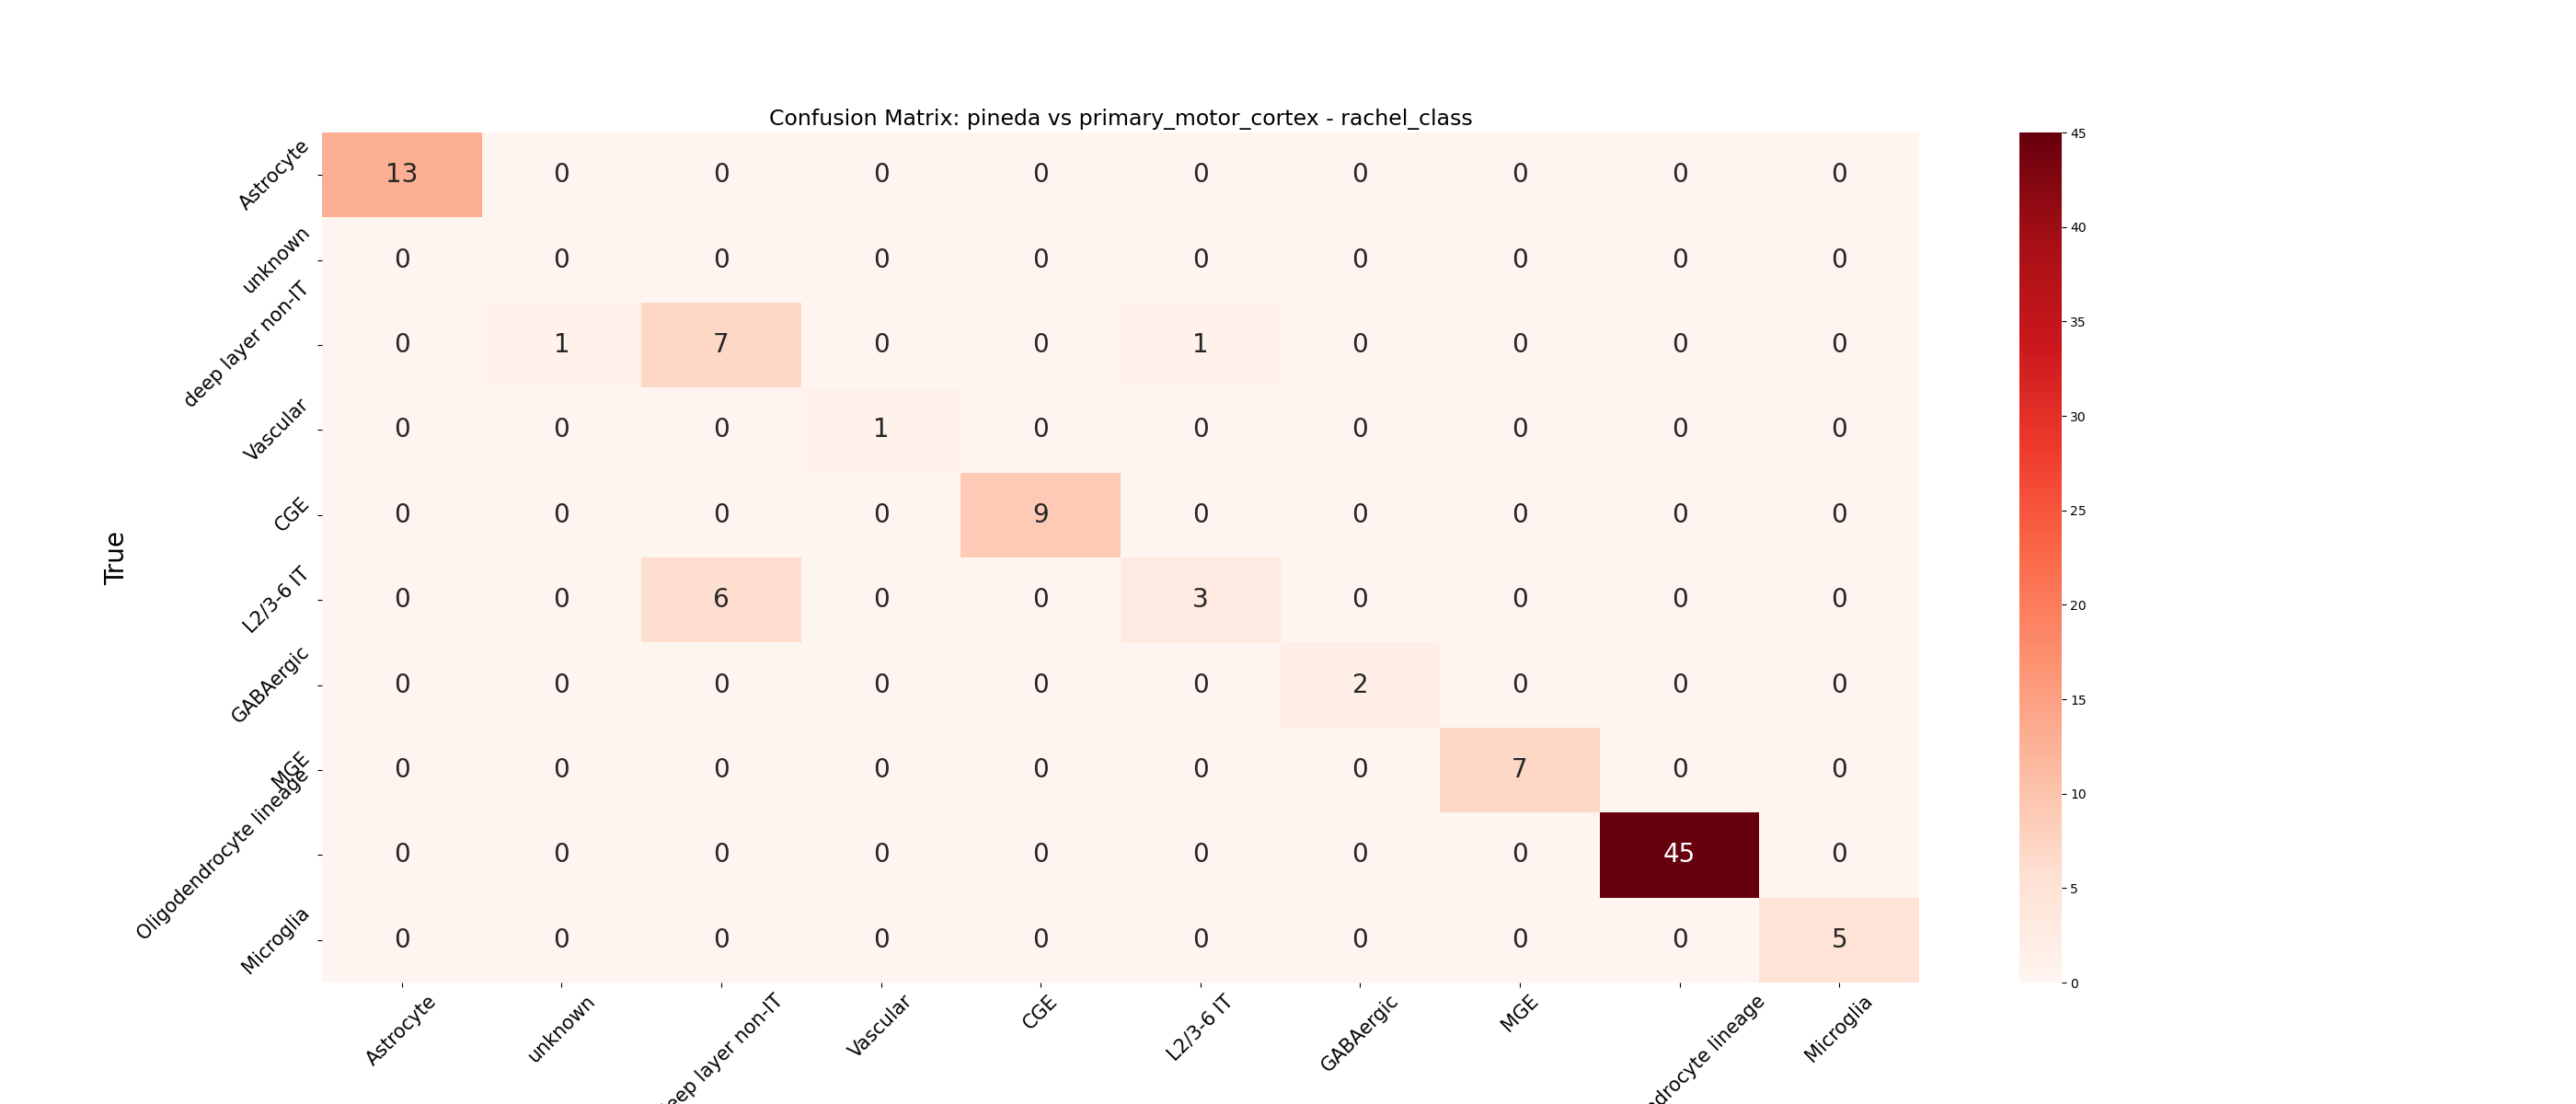 Confusion Matrix: pineda vs primary_motor_cortex - rachel_class
True
Astrocyte 13 0 0 0 0 0 0 0 0 0
unknown 0 0 0 0 0 0 0 0 0 0
deep layer non-IT 0 1 7 0 0 1 0 0 0 0
Vascular 0 0 0 1 0 0 0 0 0 0
CGE 0 0 0 0 9 0 0 0 0 0
L2/3-6 IT 0 0 6 0 0 3 0 0 0 0
GABAergic 0 0 0 0 0 0 2 0 0 0
MGE 0 0 0 0 0 0 0 7 0 0
Oligodendrocyte lineage 0 0 0 0 0 0 0 0 45 0
Microglia 0 0 0 0 0 0 0 0 0 5
Astrocyte unknown eep layer non-IT Vascular CGE L2/3-6 IT GABAergic MGE drocyte lineage Microglia
45
40
35
30
25
20
15
10
5
0